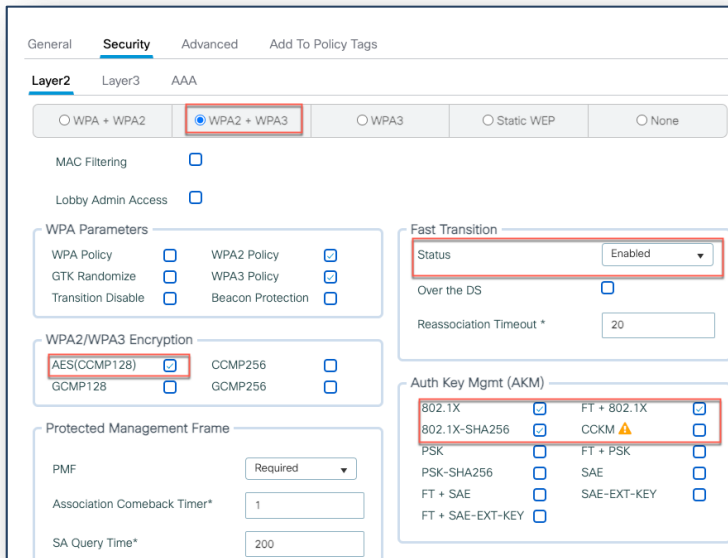 General Security Advanced Add To Policy Tags
Layer2 Layer3 AAA
WPA + WPA2 WPA2 + WPA3 WPA3 Static WEP None
MAC Filtering
Lobby Admin Access
WPA Parameters
WPA Policy WPA2 Policy
GTK Randomize WPA3 Policy
Transition Disable Beacon Protection
WPA2/WPA3 Encryption
AES(CCMP128) CCMP256
GCMP128 GCMP256
Protected Management Frame
PMF Required
Association Comeback Timer* 1
SA Query Time* 200
Fast Transition
Status Enabled
Over the DS
Reassociation Timeout * 20
Auth Key Mgmt (AKM)
802.1X FT + 802.1X
802.1X-SHA256 CCKM
PSK FT + PSK
PSK-SHA256 SAE
FT + SAE SAE-EXT-KEY
FT + SAE-EXT-KEY